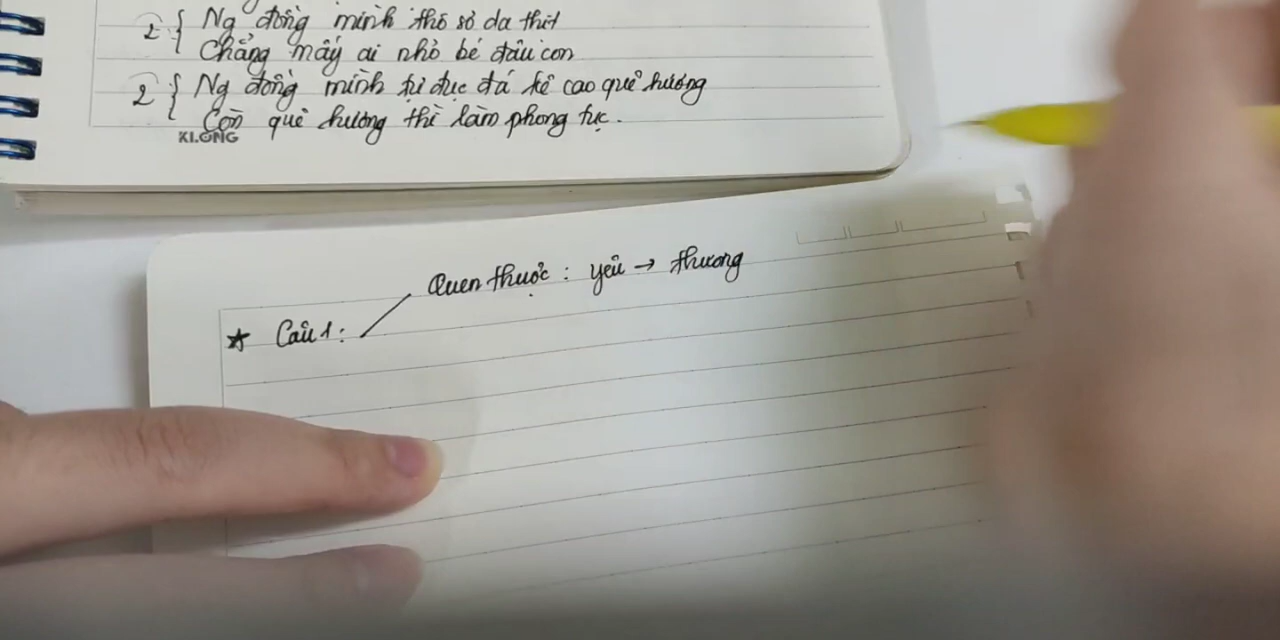 2 { Ng đồng mình thô sơ da thịt
Chẳng mấy ai nhỏ bé đâu con
2 { Ng đồng mình tự đục đá kê cao quê hương
Còn quê hương thì làm phong tục.
KLONG
Quen thuộc : yêu → thương
★ Câu 1 :